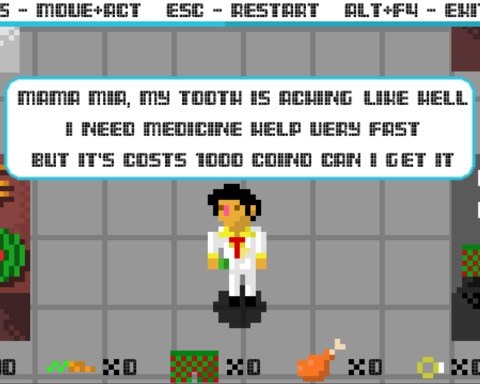 S - MOVE+ACT ESC - RESTART ALT+F4 - EXIT
MAMA MIA, MY TOOTH IS ACHING LIKE HELL
I NEED MEDICINE HELP VERY FAST
BUT IT'S COSTS 1000 COIND CAN I GET IT
0 X0 X0 X0 X0